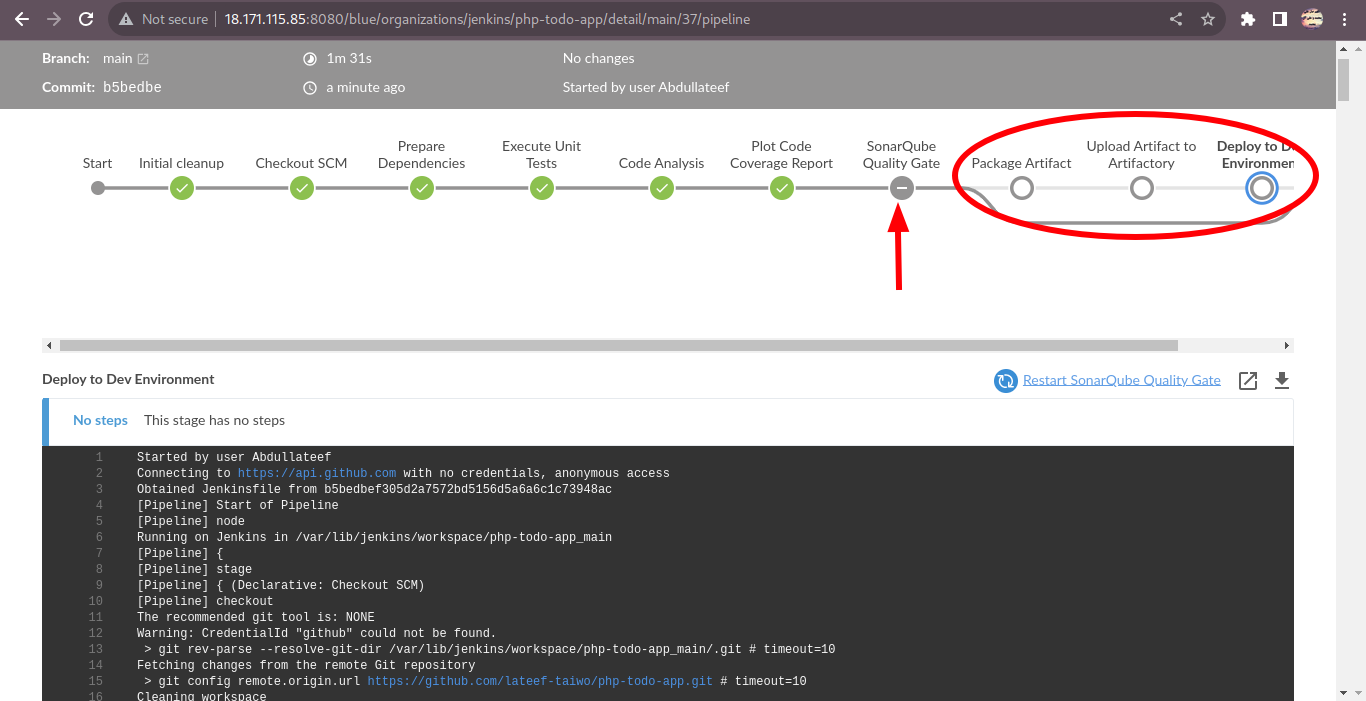 Not secure
18.171.115.85:8080/blue/organizations/jenkins/php-todo-app/detail/main/37/pipeline
Branch: main 1m 31s No changes
Commit: b5bedbe a minute ago Started by user Abdullateef
Start
Initial cleanup
Checkout SCM
Prepare
Dependencies
Execute Unit
Tests
Code Analysis
Plot Code
Coverage Report
SonarQube
Quality Gate
Package Artifact
Upload Artifact to
Artifactory
Deploy to D
Environmen
Deploy to Dev Environment
Restart SonarQube Quality Gate
No steps This stage has no steps
1 Started by user Abdullateef
2 Connecting to https://api.github.com with no credentials, anonymous access
3 Obtained Jenkinsfile from b5bedbef305d2a7572bd5156d5a6a6c1c73948ac
4 [Pipeline] Start of Pipeline
5 [Pipeline] node
6 Running on Jenkins in /var/lib/jenkins/workspace/php-todo-app_main
7 [Pipeline] {
8 [Pipeline] stage
9 [Pipeline] { (Declarative: Checkout SCM)
10 [Pipeline] checkout
11 The recommended git tool is: NONE
12 Warning: CredentialId "github" could not be found.
13 > git rev-parse --resolve-git-dir /var/lib/jenkins/workspace/php-todo-app_main/.git # timeout=10
14 Fetching changes from the remote Git repository
15 > git config remote.origin.url https://github.com/lateef-taiwo/php-todo-app.git # timeout=10
16 Cleaning workspace